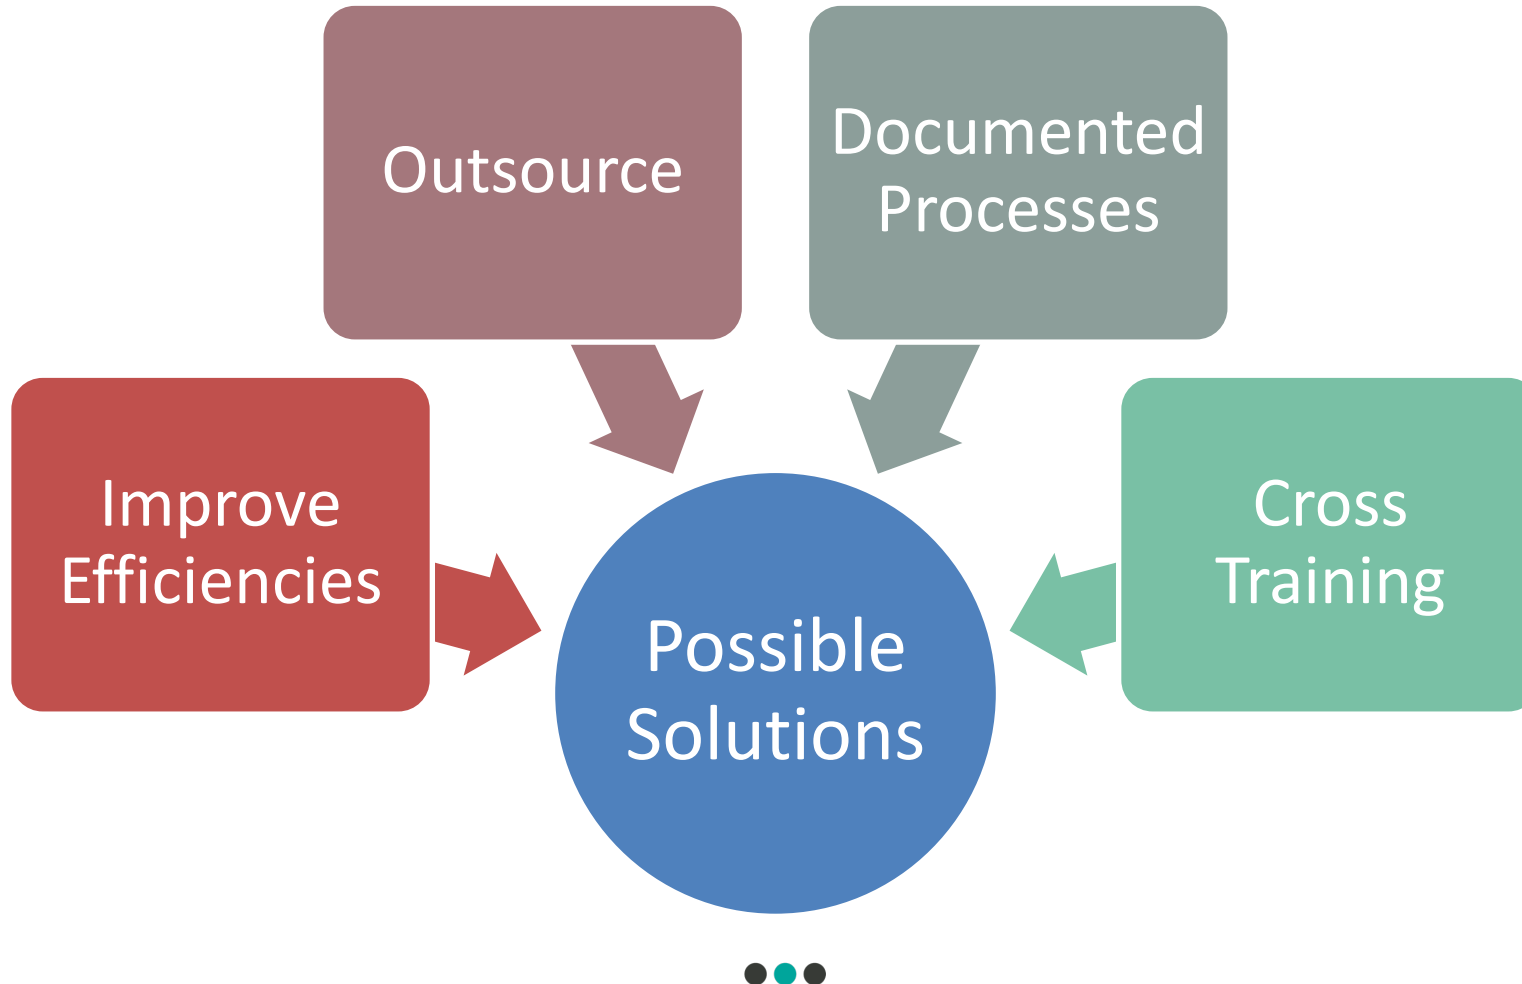 Outsource
Documented
Processes
Improve
Efficiencies
Cross
Training
Possible
Solutions